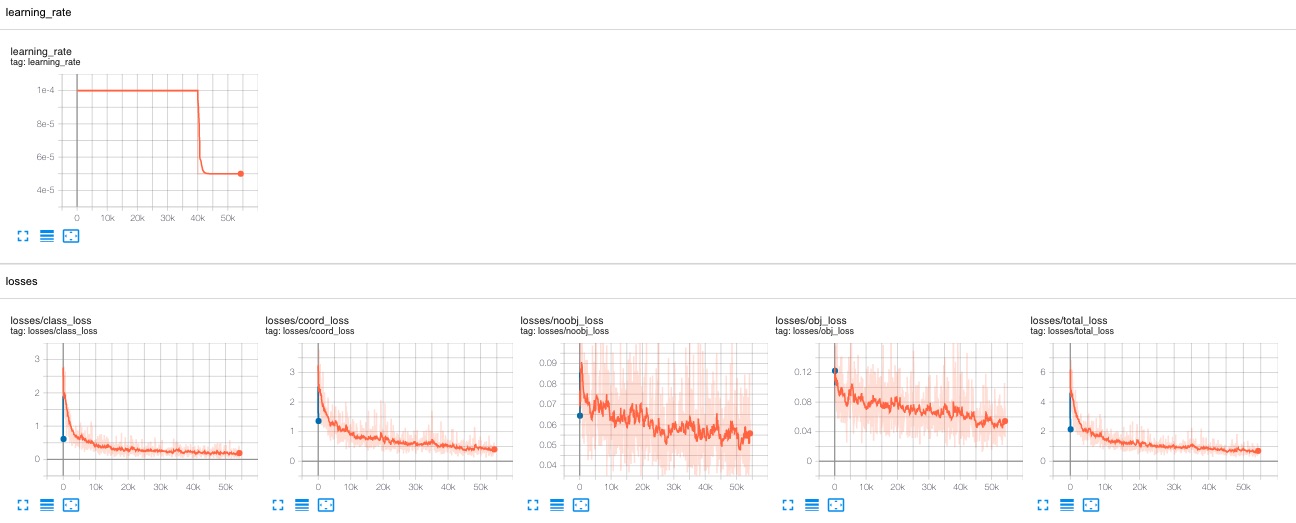 learning_rate
learning_rate
tag: learning_rate
1e-4
8e-5
6e-5
4e-5
0 10k 20k 30k 40k 50k
losses
losses/class_loss
tag: losses/class_loss
3
2
1
0
0 10k 20k 30k 40k 50k
losses/coord_loss
tag: losses/coord_loss
3
2
1
0
0 10k 20k 30k 40k 50k
losses/noobj_loss
tag: losses/noobj_loss
0.09
0.08
0.07
0.06
0.05
0.04
0 10k 20k 30k 40k 50k
losses/obj_loss
tag: losses/obj_loss
0.12
0.08
0.04
0
0 10k 20k 30k 40k 50k
losses/total_loss
tag: losses/total_loss
6
4
2
0
0 10k 20k 30k 40k 50k